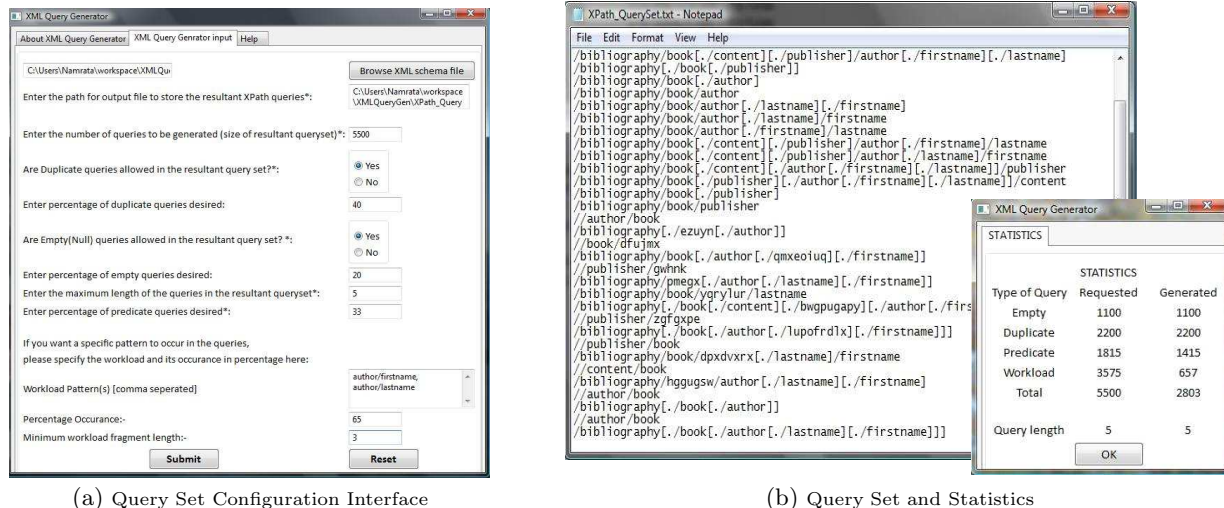 XML Query Generator
About XML Query Generator XML Query Genrator input Help
C:\Users\Namrata\workspace\XMLQu Browse XML schema file
Enter the path for output file to store the resultant XPath queries*: C:\Users\Namrata\workspace
\XMLQueryGen\XPath_Query
Enter the number of queries to be generated (size of resultant queryset)*: 5500
Are Duplicate queries allowed in the resultant query set?*: Yes
No
Enter percentage of duplicate queries desired: 40
Are Empty(Null) queries allowed in the resultant query set? *: Yes
No
Enter percentage of empty queries desired: 20
Enter the maximum length of the queries in the resultant queryset*: 5
Enter percentage of predicate queries desired*: 33
If you want a specific pattern to occur in the queries,
please specify the workload and its occurance in percentage here:
Workload Pattern(s) [comma seperated] author/firstname,
author/lastname
Percentage Occurance:- 65
Minimum workload fragment length:- 3
Submit Reset
(a) Query Set Configuration Interface
XPath_QuerySet.txt - Notepad
File Edit Format View Help
/bibliography/book[./content][./publisher]/author[./firstname][./lastname]
/bibliography[./book[./publisher]]
/bibliography/book[./author]
/bibliography/book/author
/bibliography/book/author[./lastname][./firstname]
/bibliography/book/author[./lastname]/firstname
/bibliography/book/author[./firstname]/lastname
/bibliography/book[./content][./publisher]/author[./firstname]/lastname
/bibliography/book[./content][./publisher]/author[./lastname]/firstname
/bibliography/book[./content][./author[./firstname][./lastname]]/publisher
/bibliography/book[./publisher][./author[./firstname][./lastname]]/content
/bibliography/book[./publisher]
/bibliography/book/publisher
//author/book
/bibliography[./ezuyn[./author]]
//book/dfujmx
/bibliography/book[./author[./qmxeoiuq][./firstname]]
//publisher/gwhnk
/bibliography/pmegx[./author[./lastname][./firstname]]
/bibliography/book/yqrylur/lastname
/bibliography[./book[./content][./bwgpugapy][./author[./firs
//publisher/zgfgxpe
/bibliography[./book[./author[./lupofrdlx][./firstname]]]
//publisher/book
/bibliography/book/dpxdvxrx[./lastname]/firstname
//content/book
/bibliography/hggugsw/author[./lastname][./firstname]
//author/book
/bibliography[./book[./author]]
//author/book
/bibliography[./book[./author[./lastname][./firstname]]]
XML Query Generator
STATISTICS
STATISTICS
Type of Query Requested Generated
Empty 1100 1100
Duplicate 2200 2200
Predicate 1815 1415
Workload 3575 657
Total 5500 2803
Query length 5 5
OK
(b) Query Set and Statistics